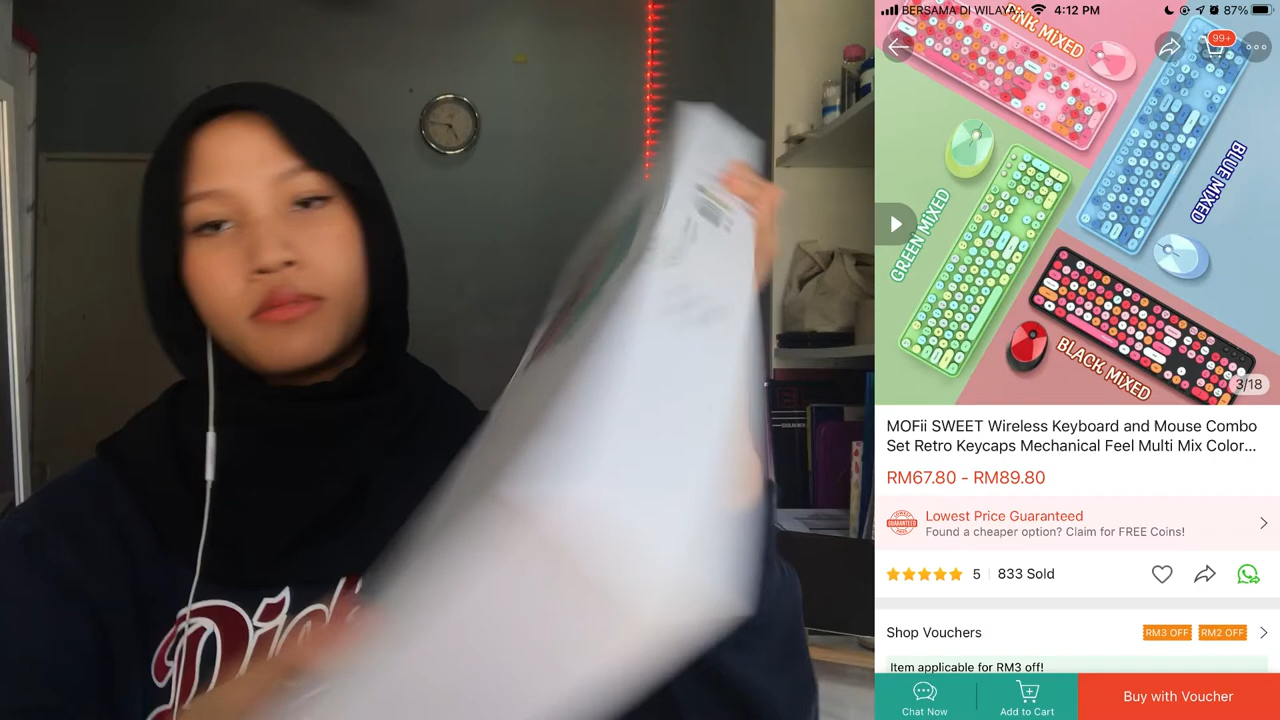 BERSAMA DI WILAYA..
4:12 PM
87%
99+
PiNK MiXED
BLUE MiXED
GREEN MiXED
BLACK MiXED
3/18
MOFii SWEET Wireless Keyboard and Mouse Combo
Set Retro Keycaps Mechanical Feel Multi Mix Color...
RM67.80 - RM89.80
GUARANTEED
Lowest Price Guaranteed
Found a cheaper option? Claim for FREE Coins!
5
833 Sold
Shop Vouchers
RM3 OFF
RM2 OFF
Item applicable for RM3 off!
Chat Now
Add to Cart
Buy with Voucher